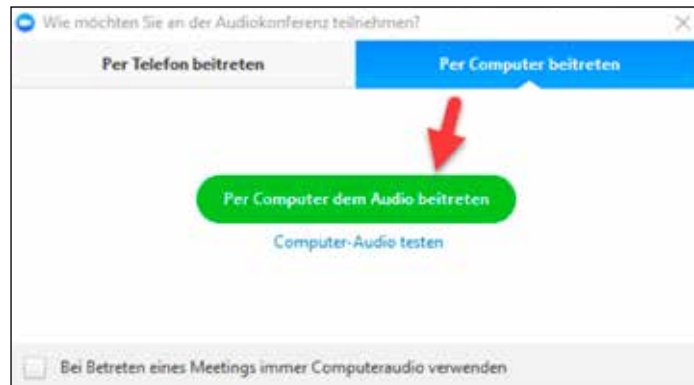 Wie möchten Sie an der Audiokonferenz teilnehmen?
Per Telefon beitreten
Per Computer beitreten
Per Computer dem Audio beitreten
Computer-Audio testen
Bei Betreten eines Meetings immer Computeraudio verwenden